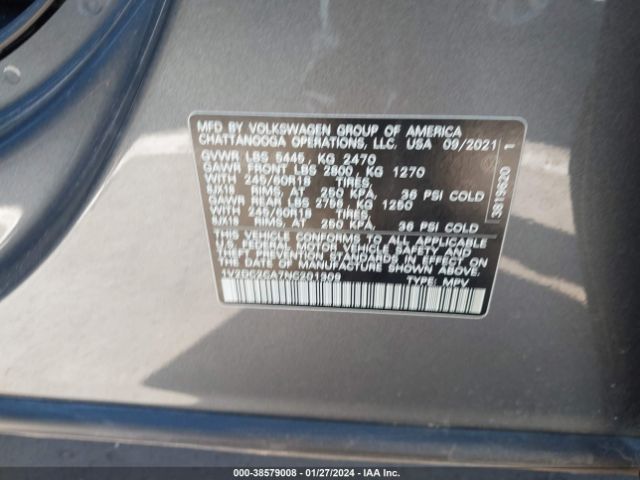 MFD BY VOLKSWAGEN GROUP OF AMERICA
CHATTANOOGA OPERATIONS, LLC. USA 09/2021
GVWR LBS 5445, KG 2470
GAWR FRONT LBS 2800, KG 1270
WITH 245/60R18 TIRES,
8JX18 RIMS, AT 250 KPA, 36 PSI COLD
GAWR REAR LBS 2756, KG 1250
WITH 245/60R18 TIRES,
8JX18 RIMS, AT 250 KPA, 36 PSI COLD
THIS VEHICLE CONFORMS TO ALL APPLICABLE
U.S. FEDERAL MOTOR VEHICLE SAFETY AND
THEFT PREVENTION STANDARDS IN EFFECT ON
THE DATE OF MANUFACTURE SHOWN ABOVE.
1V2DC2CA7NC201309 TYPE: MPV
000-38579008 | 01/27/2024 | IAA Inc.